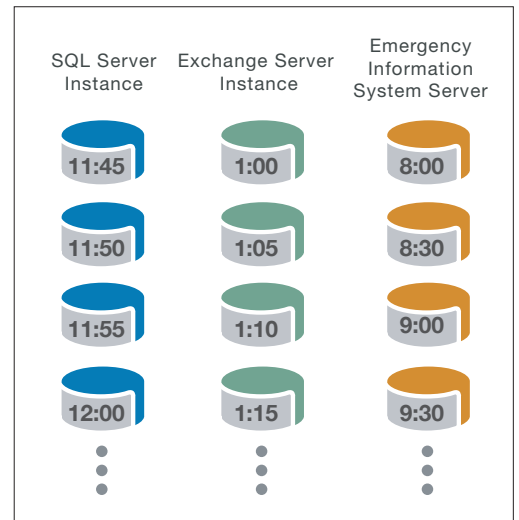 SQL Server
Instance
Exchange Server
Instance
Emergency
Information
System Server
11:45
1:00
8:00
11:50
1:05
8:30
11:55
1:10
9:00
12:00
1:15
9:30